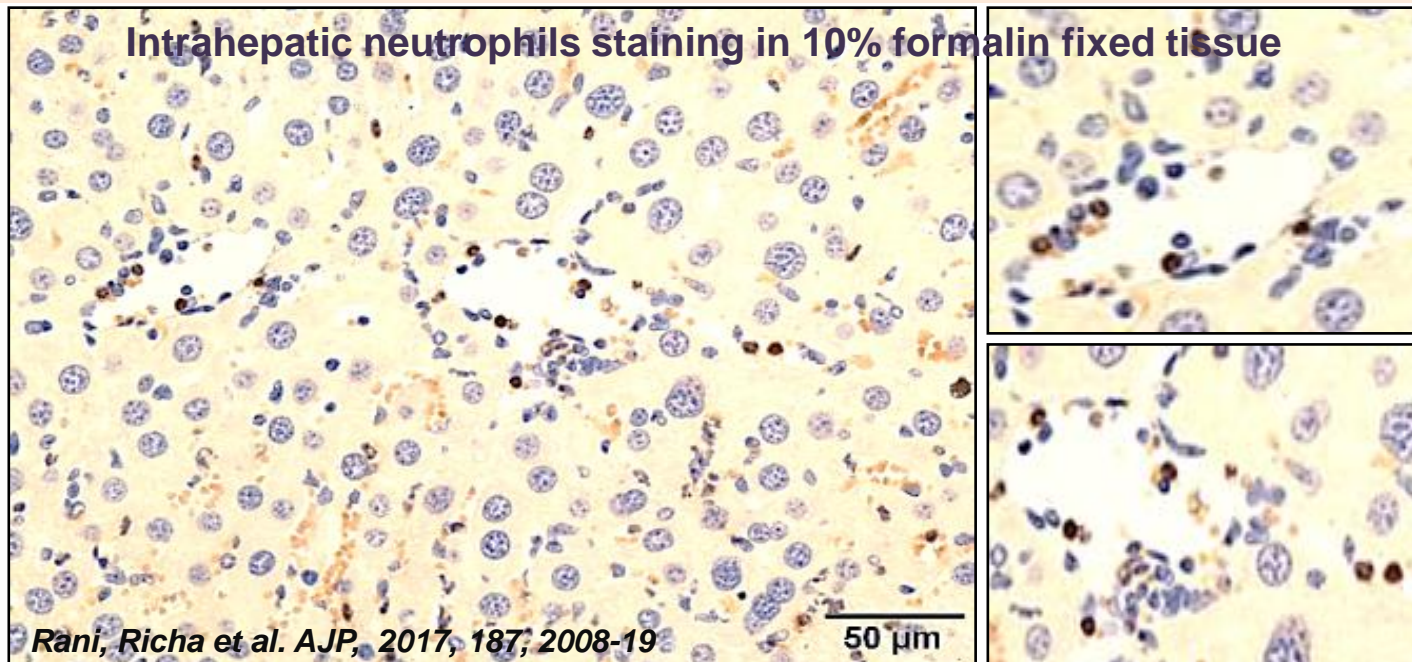 Intrahepatic neutrophils staining in 10% formalin fixed tissue
Rani, Richa et al. AJP, 2017, 187, 2008-19
50 µm